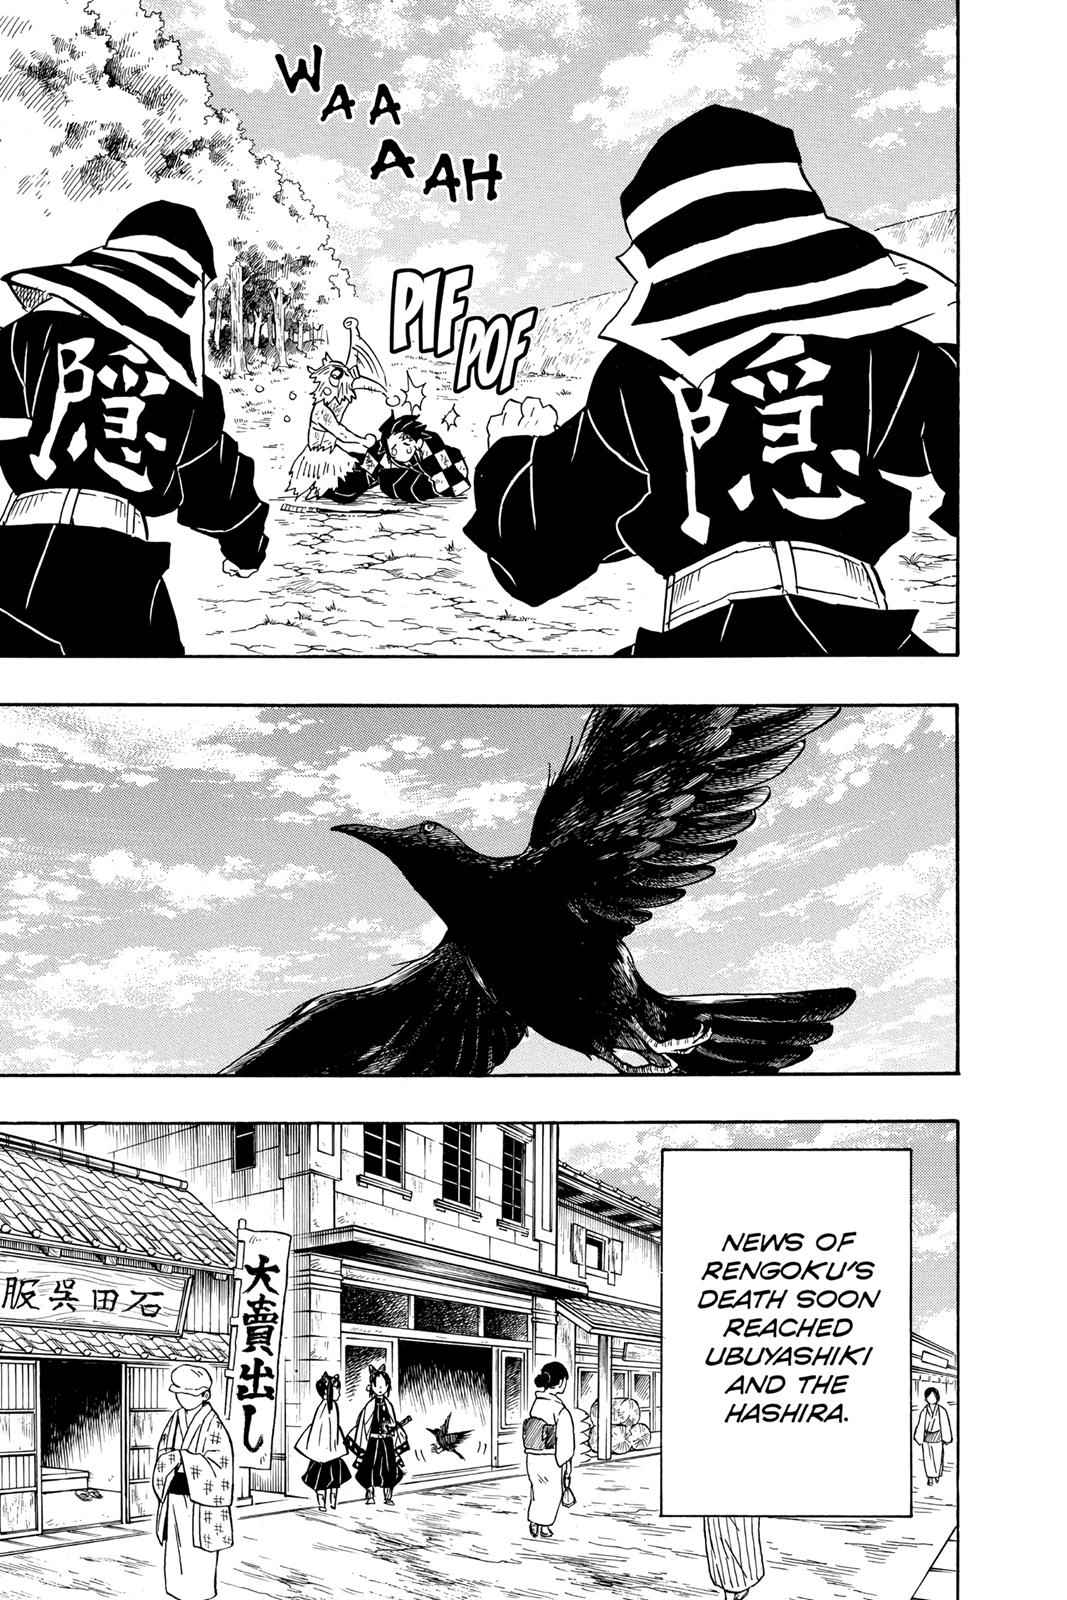 WAAAAH
PIF
POF
隠
隠
NEWS OF
RENGOKU'S
DEATH SOON
REACHED
UBUYASHIKI
AND THE
HASHIRA.
大賣出し
服呉田石